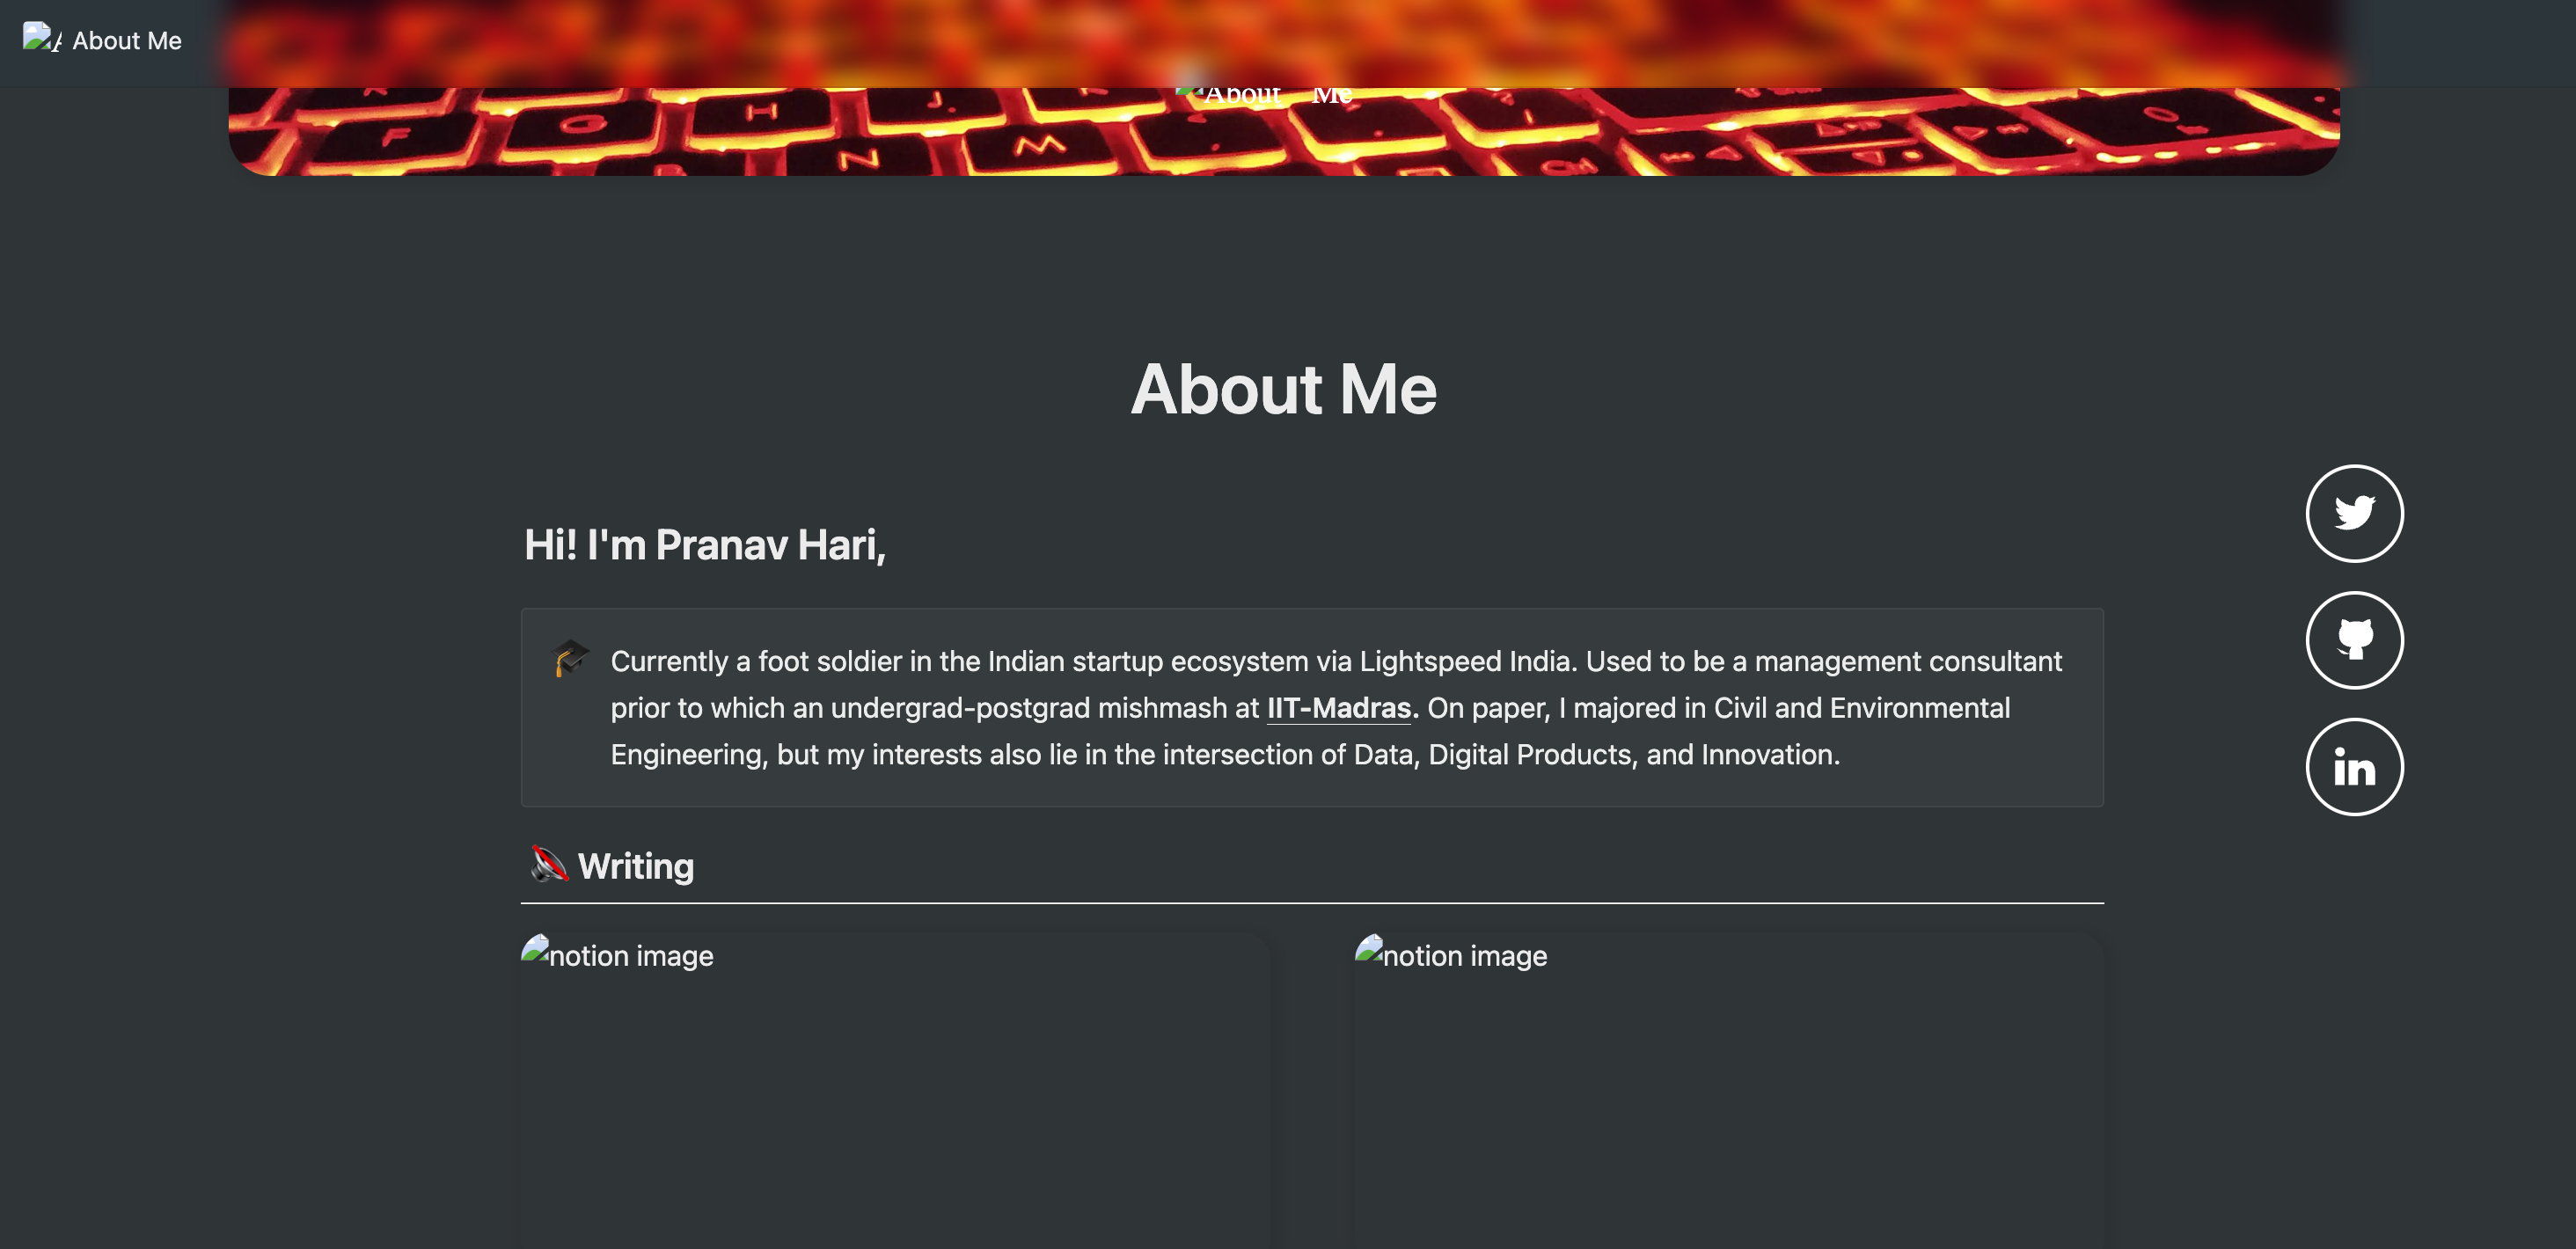 About Me
About Me
F G H J
N M
About Me
Hi! I'm Pranav Hari,
Currently a foot soldier in the Indian startup ecosystem via Lightspeed India. Used to be a management consultant
prior to which an undergrad-postgrad mishmash at IIT-Madras. On paper, I majored in Civil and Environmental
Engineering, but my interests also lie in the intersection of Data, Digital Products, and Innovation.
in
Writing
notion image
notion image